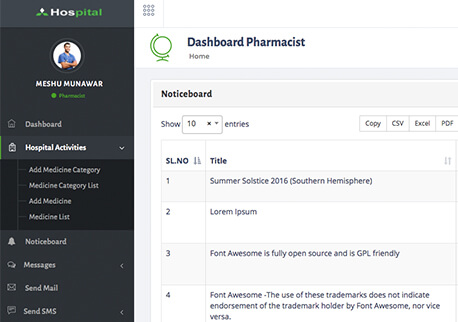 Hospital
MESHU MUNAWAR
Pharmacist
Dashboard
Hospital Activities
Add Medicine Category
Medicine Category List
Add Medicine
Medicine List
Noticeboard
Messages
Send Mail
Send SMS
Dashboard Pharmacist
Home
Noticeboard
Show 10 × entries
Copy CSV Excel PDF
SL.NO Title
1 Summer Solstice 2016 (Southern Hemisphere)
2 Lorem Ipsum
3 Font Awesome is fully open source and is GPL friendly
4 Font Awesome -The use of these trademarks does not indicate
endorsement of the trademark holder by Font Awesome, nor vice
versa.